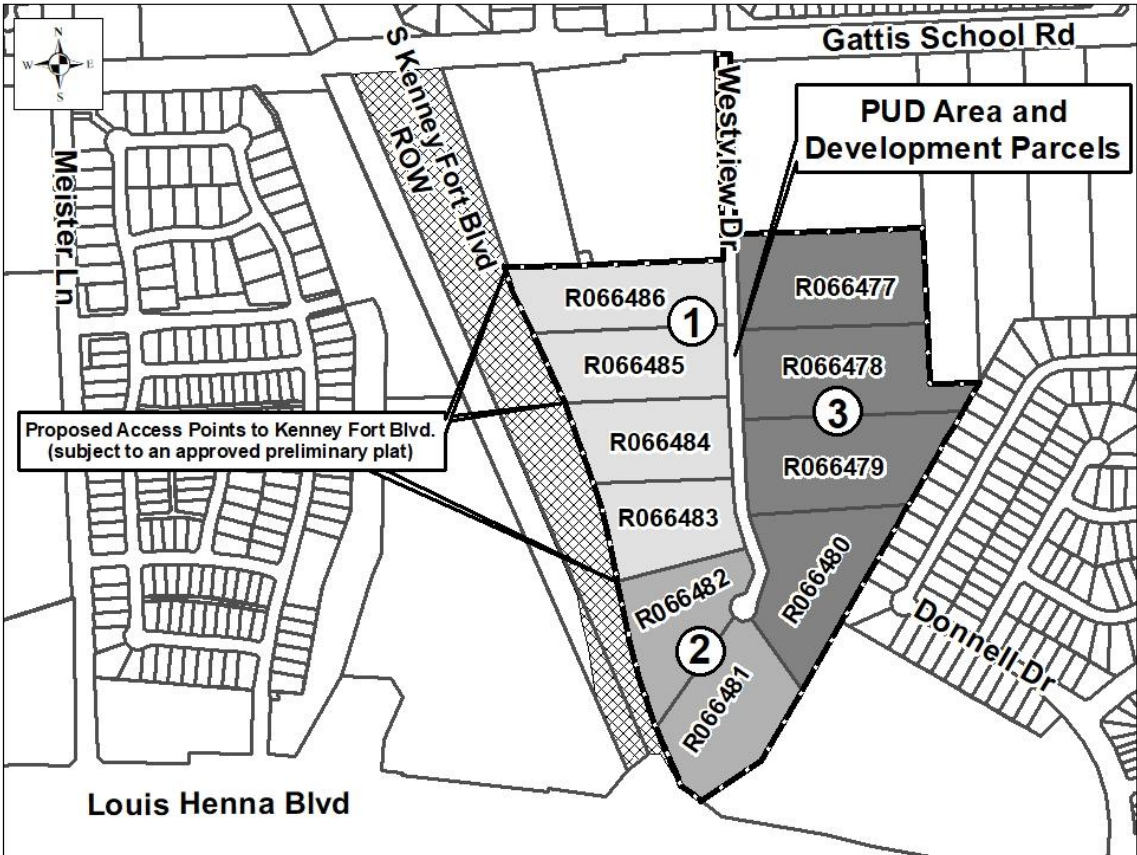 N
W E
S
Gattis School Rd
S Kenney Fort Blvd
ROW
Westview Dr
PUD Area and
Development Parcels
Meister Ln
R066486
1
R066477
R066485
R066478
3
Proposed Access Points to Kenney Fort Blvd.
(subject to an approved preliminary plat)
R066484
R066479
R066483
R066480
R066482
2
R066481
Donnell Dr
Louis Henna Blvd